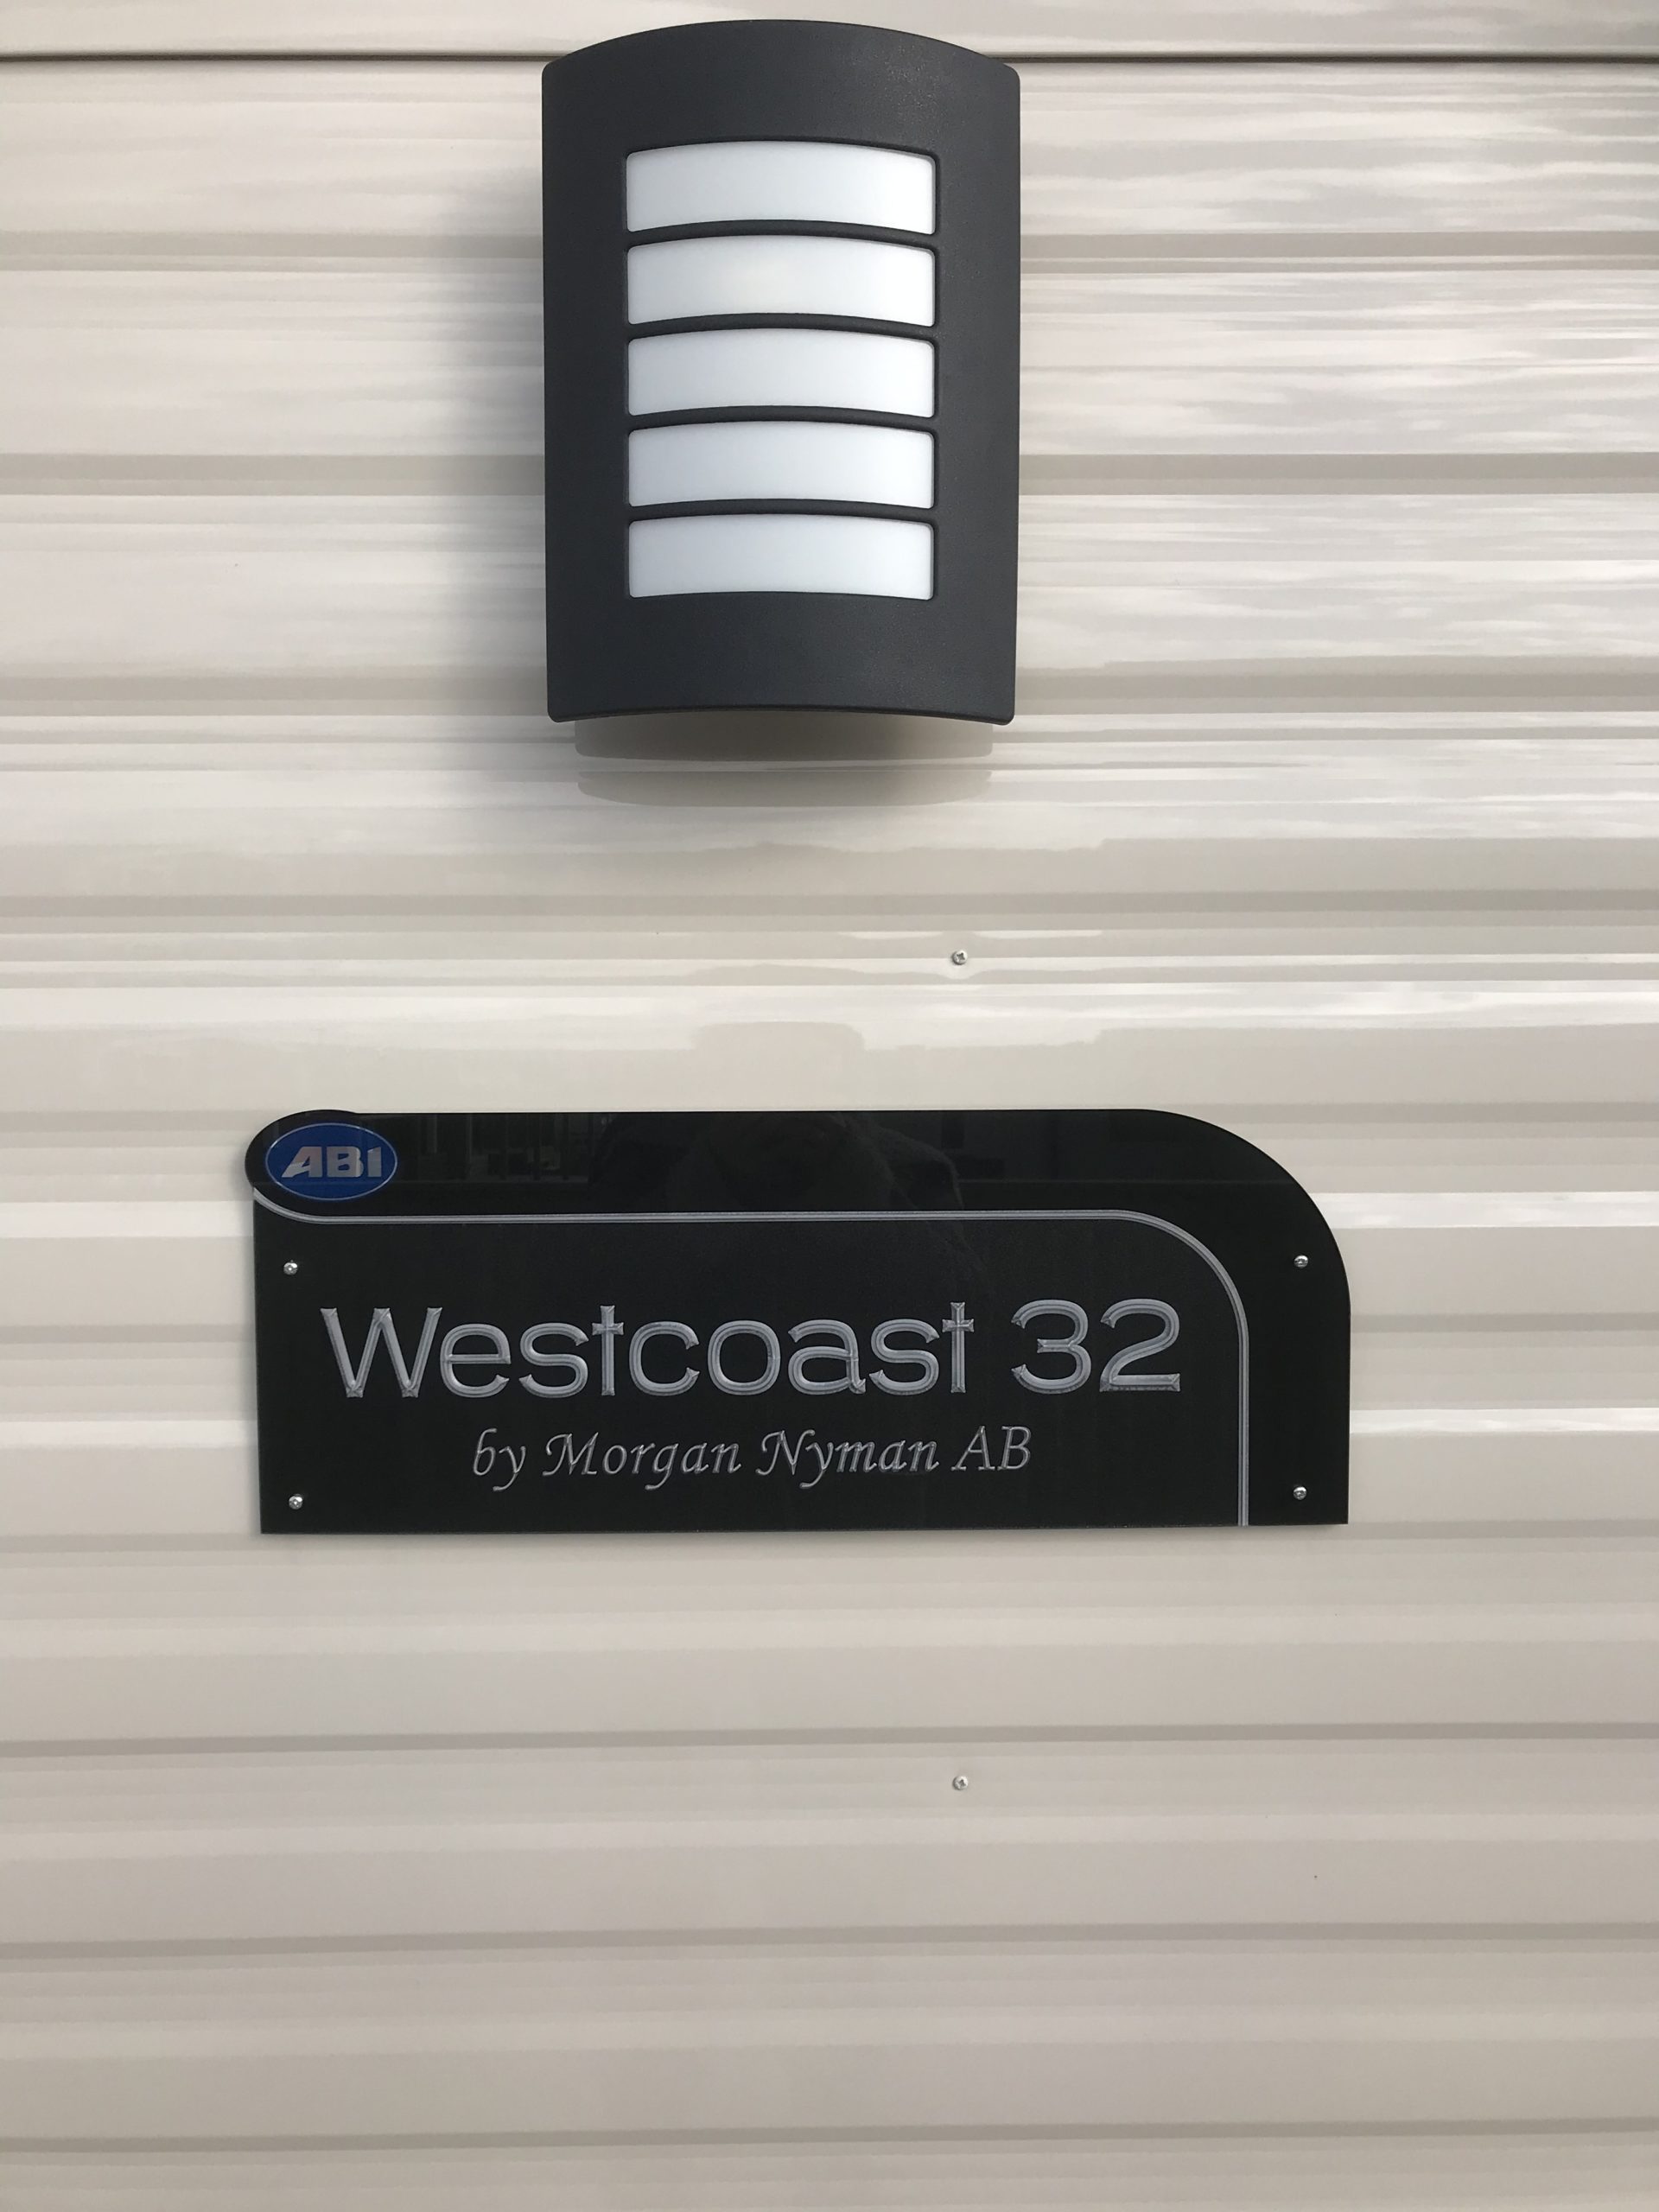 ABI
Westcoast 32
by Morgan Nyman AB